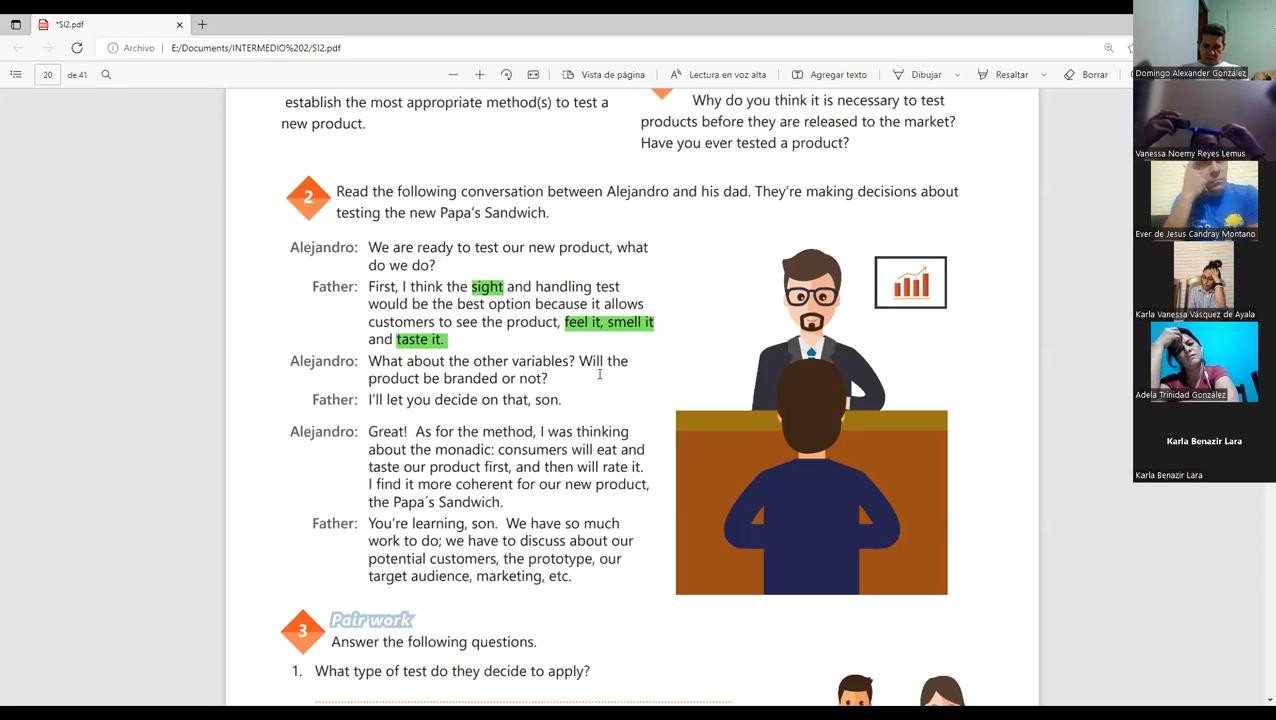 *SI2.pdf
Archivo
E:/Documents/INTERMEDIO%202/SI2.pdf
20 de 41
Vista de página
Lectura en voz alta
Agregar texto
Dibujar
Resaltar
Borrar
establish the most appropriate method(s) to test a
new product.
Why do you think it is necessary to test
products before they are released to the market?
Have you ever tested a product?
2
Read the following conversation between Alejandro and his dad. They're making decisions about
testing the new Papa's Sandwich.
Alejandro: We are ready to test our new product, what
do we do?
Father: First, I think the sight and handling test
would be the best option because it allows
customers to see the product, feel it, smell it
and taste it.
Alejandro: What about the other variables? Will the
product be branded or not?
Father: I'll let you decide on that, son.
Alejandro: Great! As for the method, I was thinking
about the monadic: consumers will eat and
taste our product first, and then will rate it.
I find it more coherent for our new product,
the Papa´s Sandwich.
Father: You're learning, son. We have so much
work to do; we have to discuss about our
potential customers, the prototype, our
target audience, marketing, etc.
3
Pair work
Answer the following questions.
1. What type of test do they decide to apply?
Domingo Alexander González
Vanessa Noemy Reyes Lemus
Ever de Jesus Candray Montano
Karla Vanessa Vásquez de Ayala
Adela Trinidad González
Karla Benazir Lara
Karla Benazir Lara